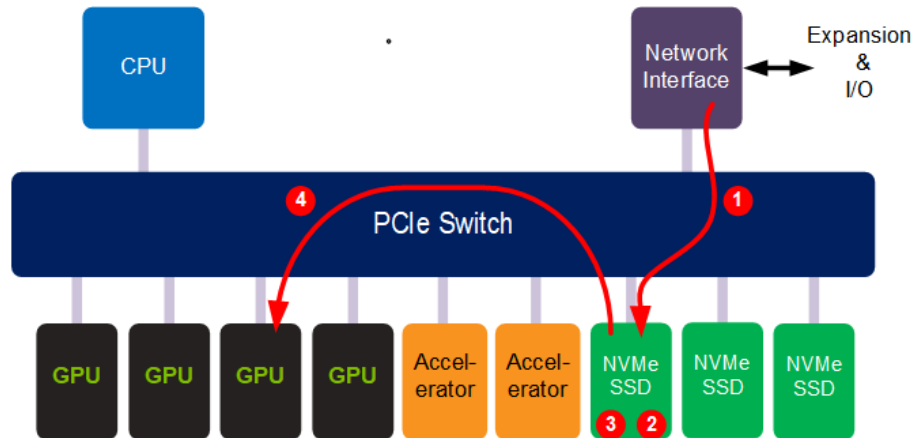 CPU
Network
Interface
Expansion
&
I/O
4
1
PCIe Switch
GPU
GPU
GPU
GPU
Accel-
erator
Accel-
erator
NVMe
SSD
3
2
NVMe
SSD
NVMe
SSD